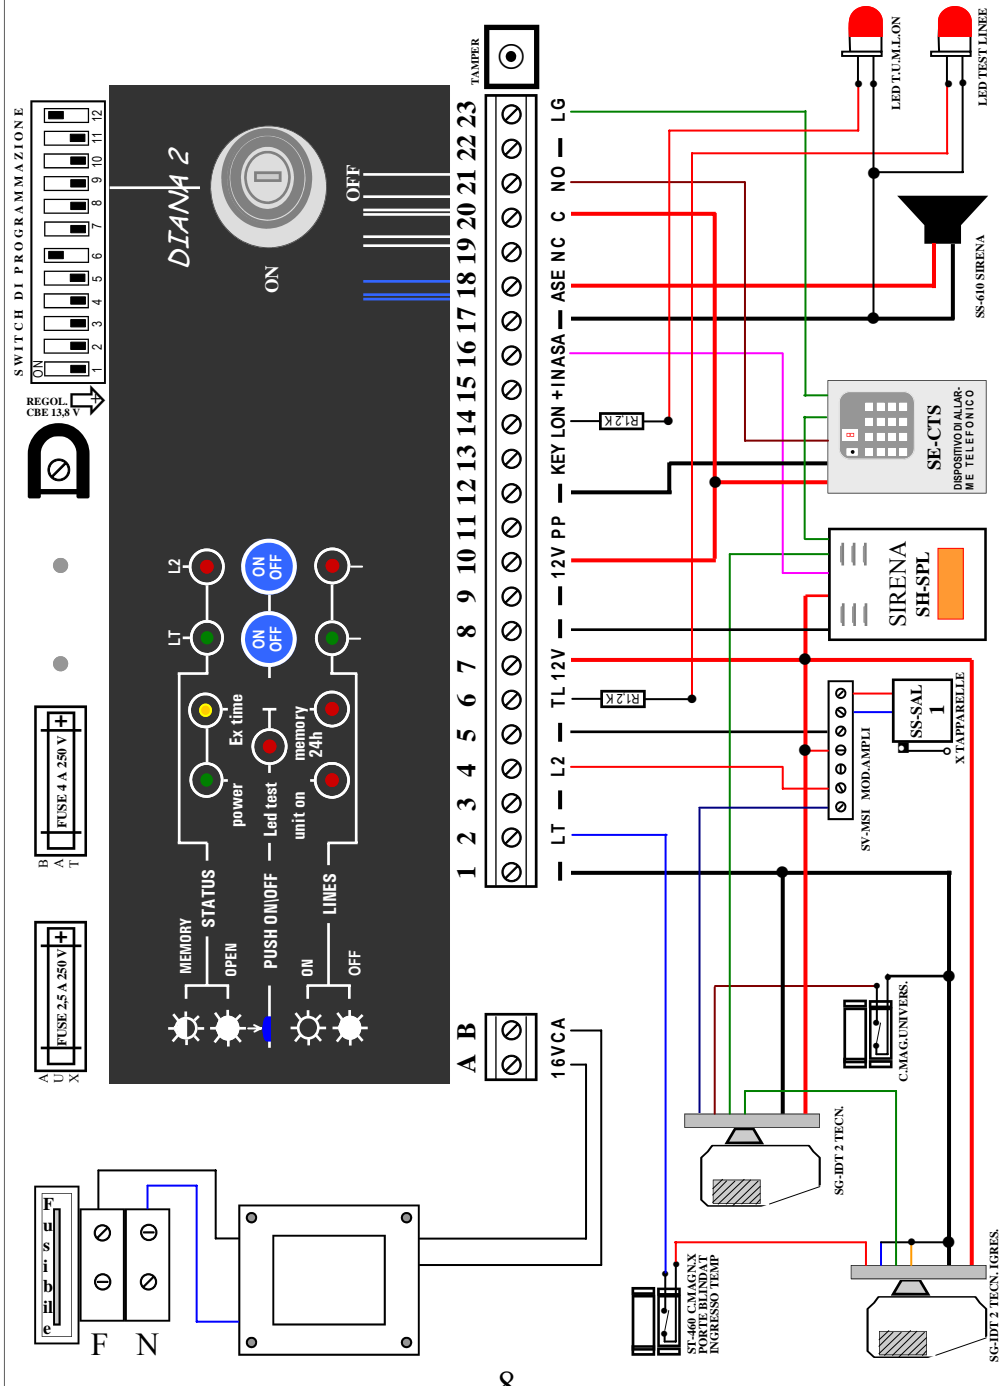 SWITCH DI PROGRAMMAZIONE
ON
1 2 3 4 5 6 7 8 9 10 11 12
REGOL.
CBE 13,8 V
+
FUSE 4 A 250 V
+
B
A
T
FUSE 2,5 A 250 V
+
A
U
X
Fusibile
F
N
DIANA 2
OFF
ON
L2
LT
ON
OFF
ON
OFF
Ex time
power
Led test
memory
24h
unit on
STATUS
MEMORY
OPEN
PUSH ON\OFF
LINES
ON
OFF
TAMPER
1 2 3 4 5 6 7 8 9 10 11 12 13 14 15 16 17 18 19 20 21 22 23
A B
16VCA
– LT – L2 – TL 12V – – 12V PP – KEY LON + INASA – ASE NC C NO – LG
R1,2K
R1,2K
LED T.U.M.L.ON
LED TEST LINEE
SS-610 SIRENA
SE-CTS
DISPOSITIVO DI ALLAR-
ME TELEFONICO
SIRENA
SH-SPL
SS-SAL
1
X TAPPARELLE
SV-MSI MOD.AMPLI
C.MAG.UNIVERS.
SG-IDT 2 TECN.
ST-460 C.MAGN.X
PORTE BLINDAT
INGRESSO TEMP
SG-IDT 2 TECN. IGRES.
8